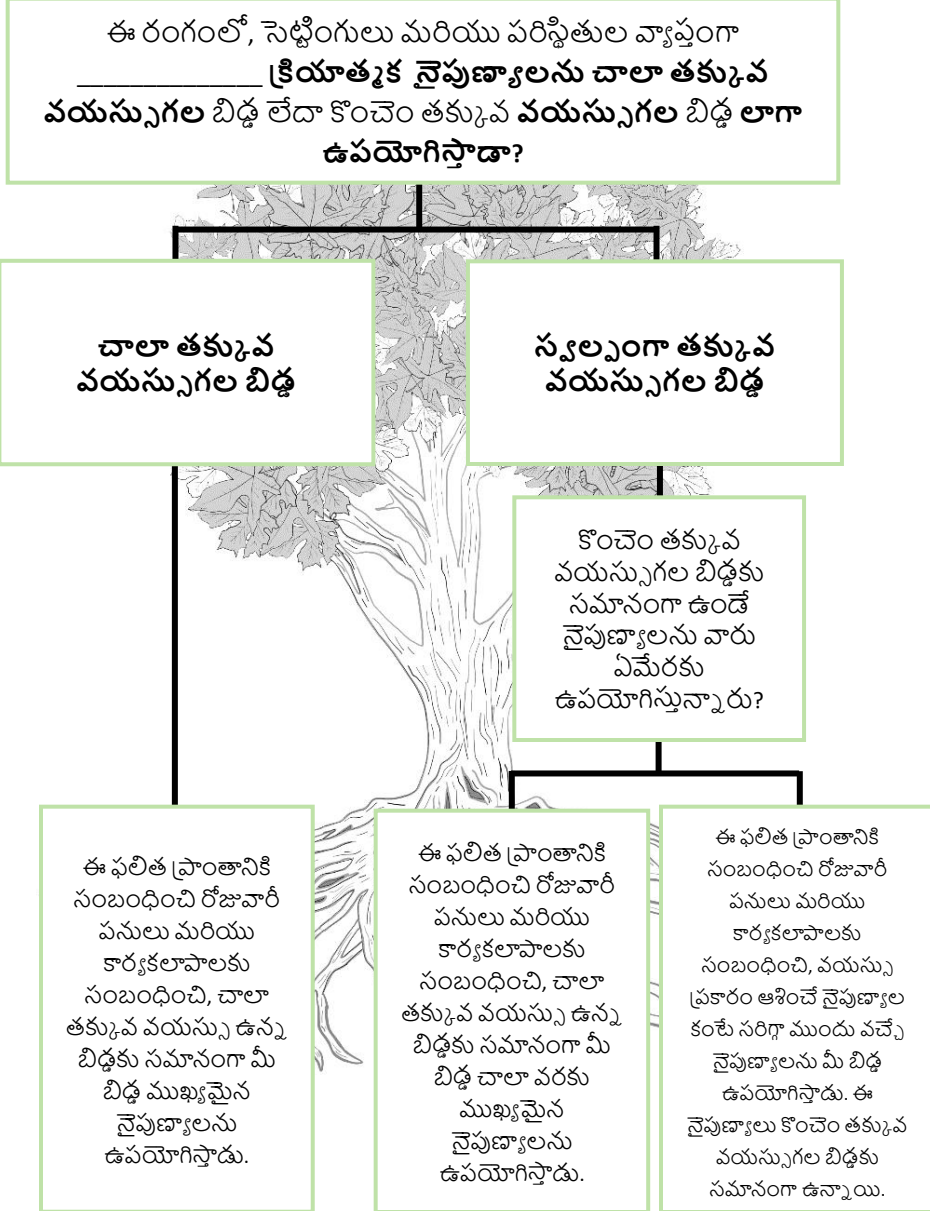 ఈ రంగంలో, సెట్టింగులు మరియు పరిస్థితుల వ్యాప్తంగా
______________ క్రియాత్మక నైపుణ్యాలను చాలా తక్కువ
వయస్సుగల బిడ్డ లేదా కొంచెం తక్కువ వయస్సుగల బిడ్డ లాగా
ఉపయోగిస్తాడా?
చాలా తక్కువ
వయస్సుగల బిడ్డ
స్వల్పంగా తక్కువ
వయస్సుగల బిడ్డ
కొంచెం తక్కువ
వయస్సుగల బిడ్డకు
సమానంగా ఉండే
నైపుణ్యాలను వారు
ఏమేరకు
ఉపయోగిస్తున్నారు?
ఈ ఫలిత ప్రాంతానికి
సంబంధించి రోజువారీ
పనులు మరియు
కార్యకలాపాలకు
సంబంధించి, చాలా
తక్కువ వయస్సు ఉన్న
బిడ్డకు సమానంగా మీ
బిడ్డ ముఖ్యమైన
నైపుణ్యాలను
ఉపయోగిస్తాడు.
ఈ ఫలిత ప్రాంతానికి
సంబంధించి రోజువారీ
పనులు మరియు
కార్యకలాపాలకు
సంబంధించి, చాలా
తక్కువ వయస్సు ఉన్న
బిడ్డకు సమానంగా మీ
బిడ్డ చాలా వరకు
ముఖ్యమైన
నైపుణ్యాలను
ఉపయోగిస్తాడు.
ఈ ఫలిత ప్రాంతానికి
సంబంధించి రోజువారీ
పనులు మరియు
కార్యకలాపాలకు
సంబంధించి, వయస్సు
ప్రకారం ఆశించే నైపుణ్యాల
కంటే సరిగ్గా ముందు వచ్చే
నైపుణ్యాలను మీ బిడ్డ
ఉపయోగిస్తాడు. ఈ
నైపుణ్యాలు కొంచెం తక్కువ
వయస్సుగల బిడ్డకు
సమానంగా ఉన్నాయి.